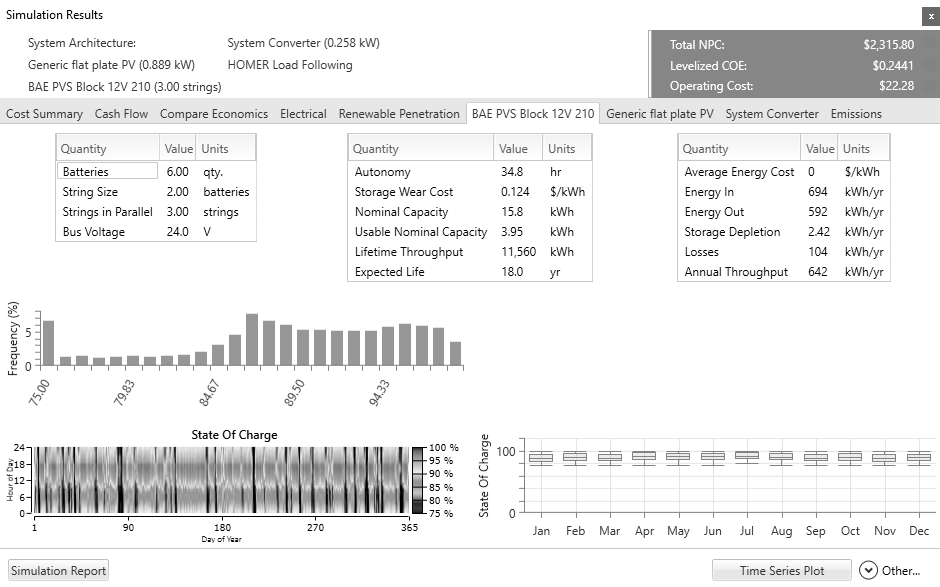 Simulation Results
x
System Architecture:
System Converter (0.258 kW)
Generic flat plate PV (0.889 kW)
HOMER Load Following
BAE PVS Block 12V 210 (3.00 strings)
Total NPC: $2,315.80
Levelized COE: $0.2441
Operating Cost: $22.28
Cost Summary Cash Flow Compare Economics Electrical Renewable Penetration BAE PVS Block 12V 210 Generic flat plate PV System Converter Emissions
Quantity Value Units
Batteries 6.00 qty.
String Size 2.00 batteries
Strings in Parallel 3.00 strings
Bus Voltage 24.0 V
Quantity Value Units
Autonomy 34.8 hr
Storage Wear Cost 0.124 $/kWh
Nominal Capacity 15.8 kWh
Usable Nominal Capacity 3.95 kWh
Lifetime Throughput 11,560 kWh
Expected Life 18.0 yr
Quantity Value Units
Average Energy Cost 0 $/kWh
Energy In 694 kWh/yr
Energy Out 592 kWh/yr
Storage Depletion 2.42 kWh/yr
Losses 104 kWh/yr
Annual Throughput 642 kWh/yr
Frequency (%)
5
0
75.00 79.83 84.67 89.50 94.33
State Of Charge
Hour of Day
24
18
12
6
0
1 90 180 270 365
Day of Year
100 %
95 %
90 %
85 %
80 %
75 %
State Of Charge
100
0
Jan Feb Mar Apr May Jun Jul Aug Sep Oct Nov Dec
Simulation Report
Time Series Plot
Other...